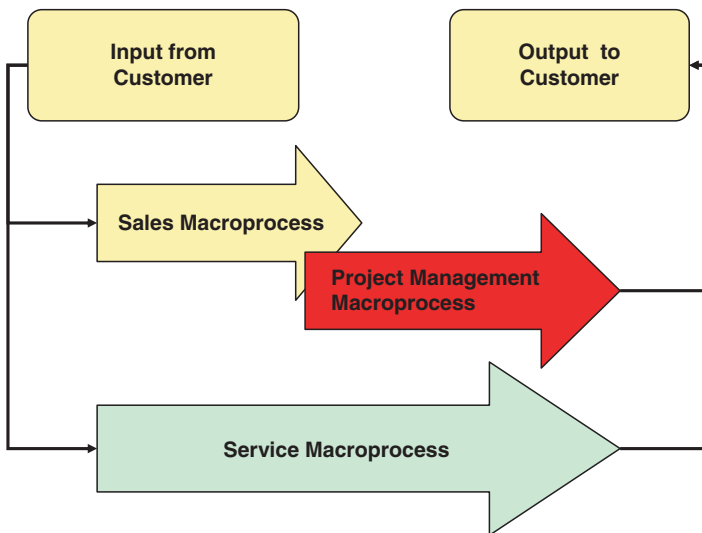 Input from
Customer
Output to
Customer
Sales Macroprocess
Project Management
Macroprocess
Service Macroprocess